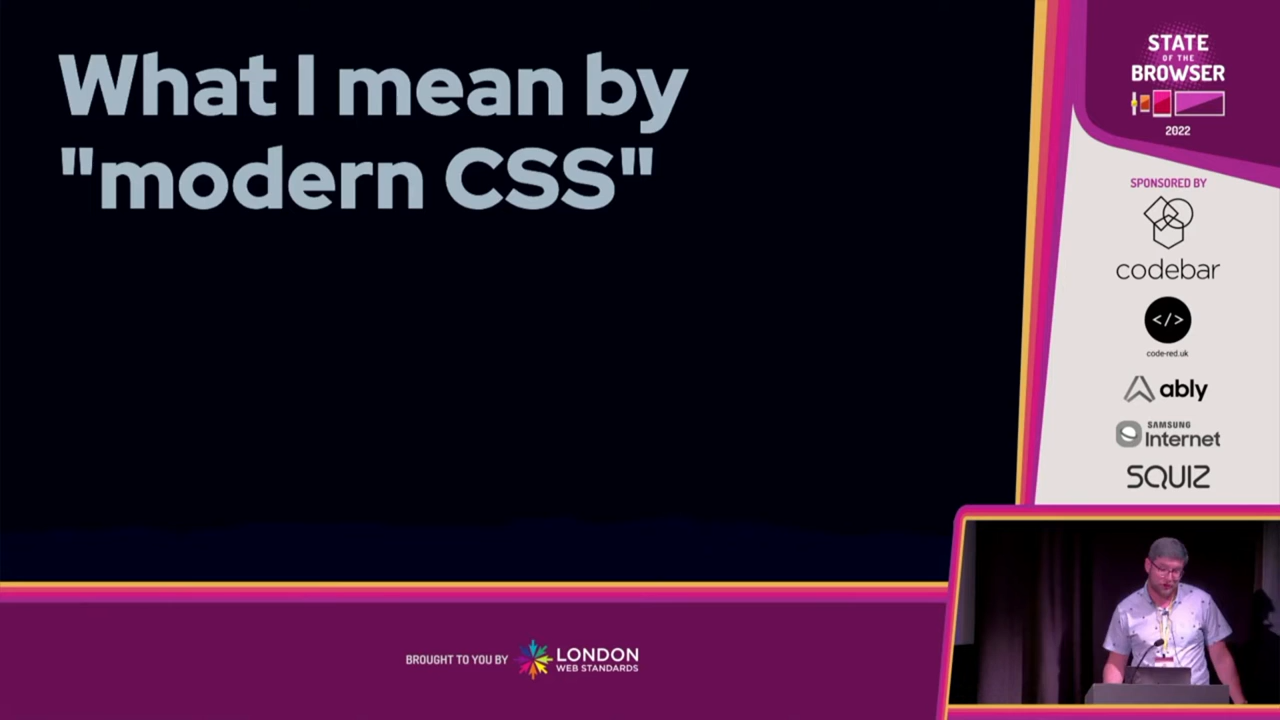 What I mean by
"modern CSS"
STATE
OF THE
BROWSER
2022
SPONSORED BY
codebar
</>
code-red.uk
ably
SAMSUNG
Internet
SQUIZ
BROUGHT TO YOU BY
LONDON
WEB STANDARDS